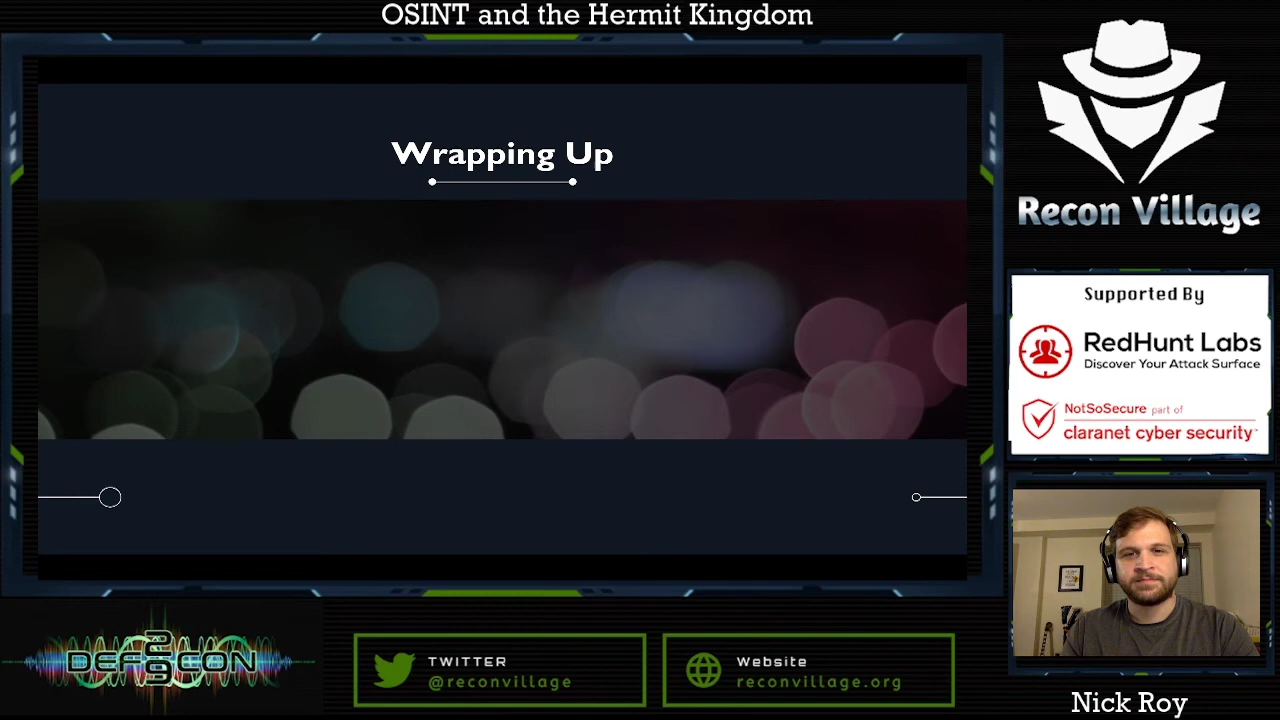 OSINT and the Hermit Kingdom
Wrapping Up
Recon Village
Supported By
RedHunt Labs
Discover Your Attack Surface
NotSoSecure part of
claranet cyber security
DEF CON
29
TWITTER
@reconvillage
Website
reconvillage.org
Nick Roy